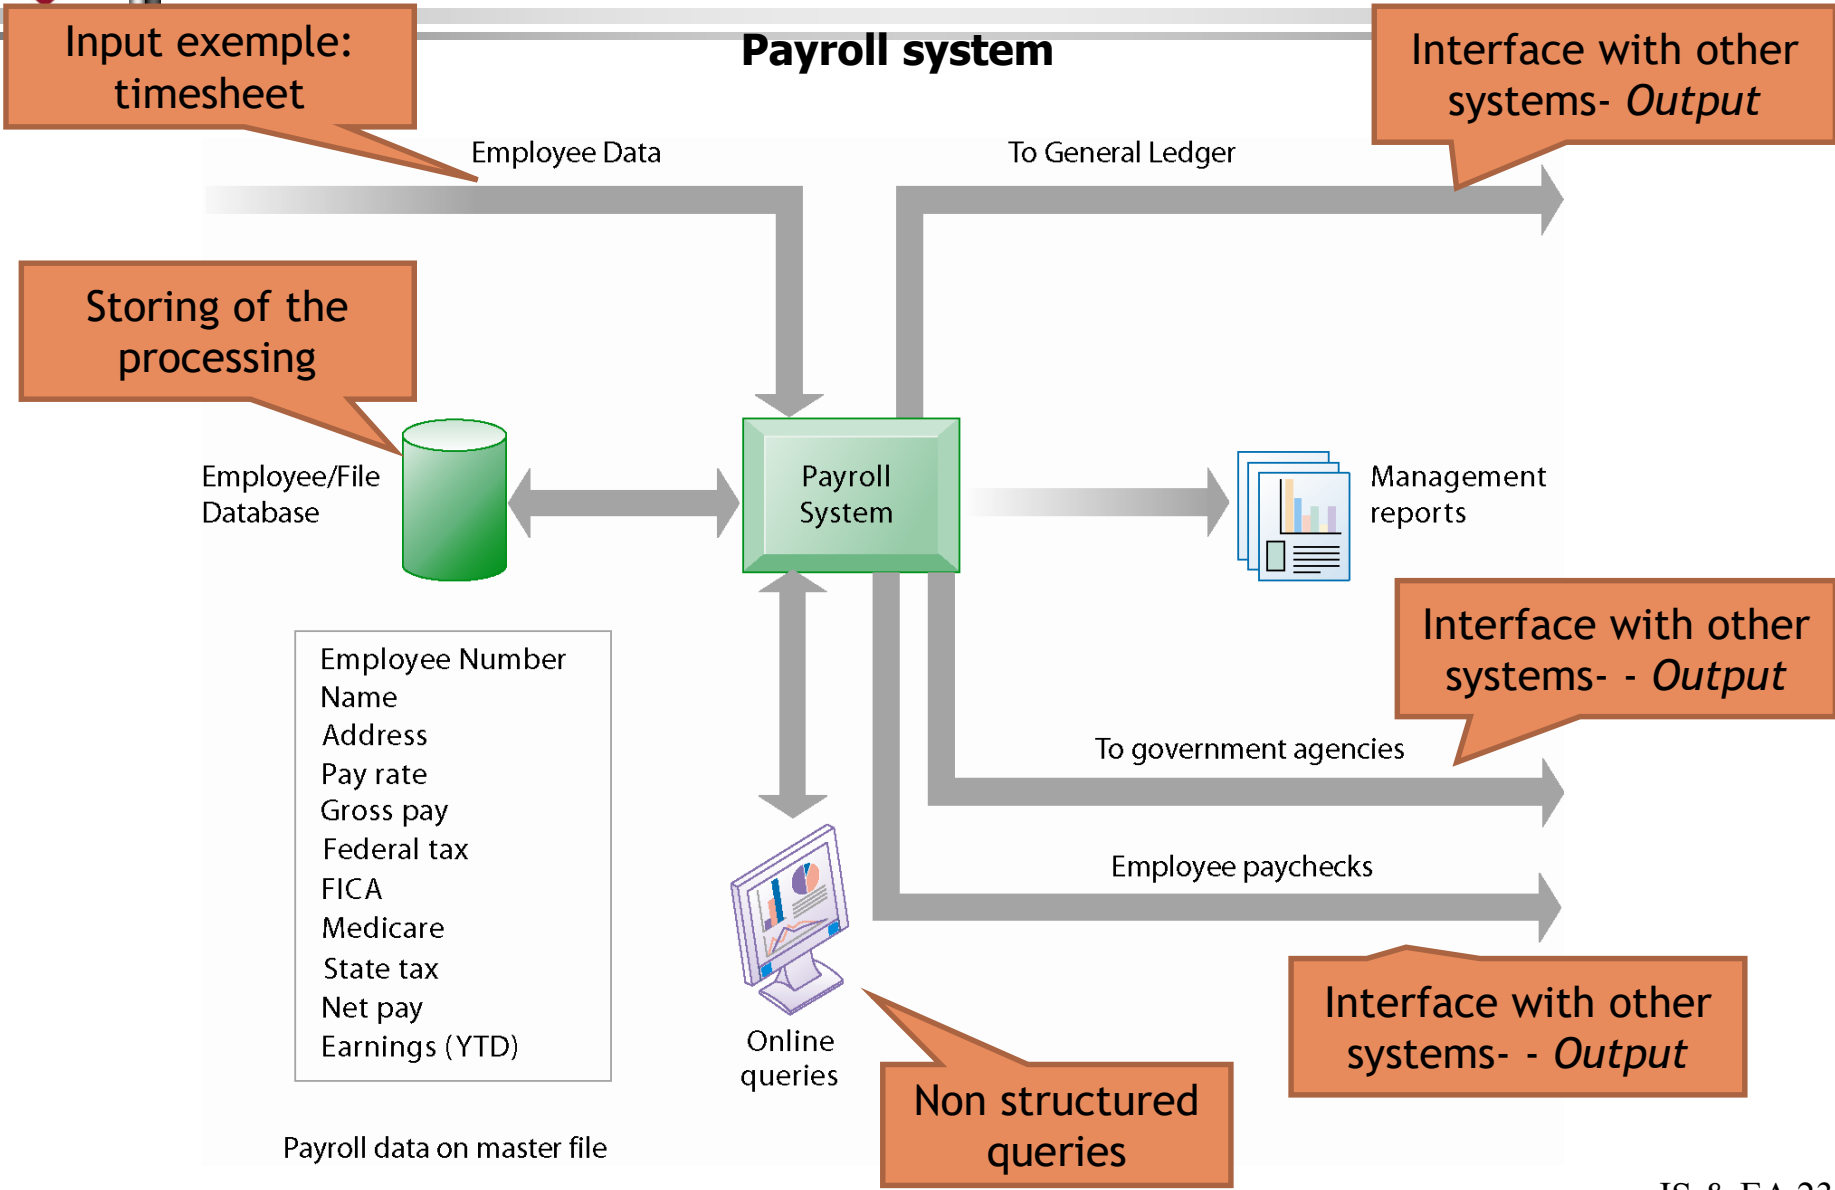 Input exemple:
timesheet
Payroll system
Interface with other
systems- Output
Employee Data
To General Ledger
Storing of the
processing
Employee/File
Database
Payroll
System
Management
reports
Interface with other
systems- - Output
Employee Number
Name
Address
Pay rate
Gross pay
Federal tax
FICA
Medicare
State tax
Net pay
Earnings (YTD)
To government agencies
Employee paychecks
Interface with other
systems- - Output
Online
queries
Non structured
queries
Payroll data on master file